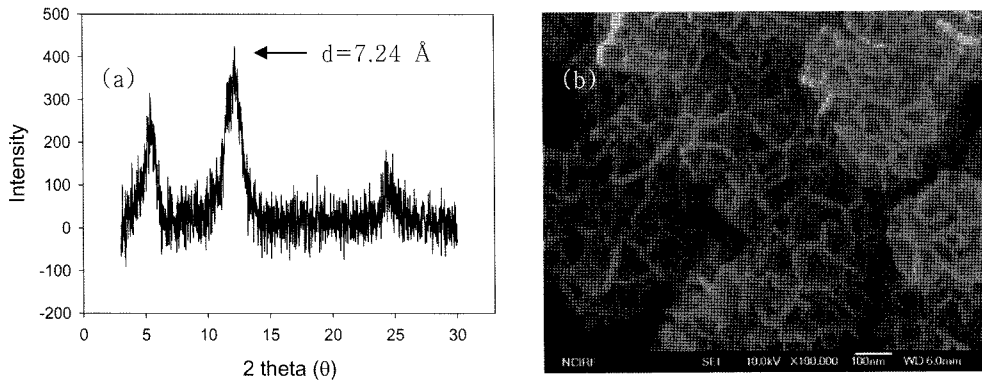 500
400
300
200
100
0
-100
-200
Intensity
(a)
d=7.24 Å
0 5 10 15 20 25 30
2 theta (θ)
(b)
NCIRF SEI 10.0kV X100,000 100nm WD 6.0mm